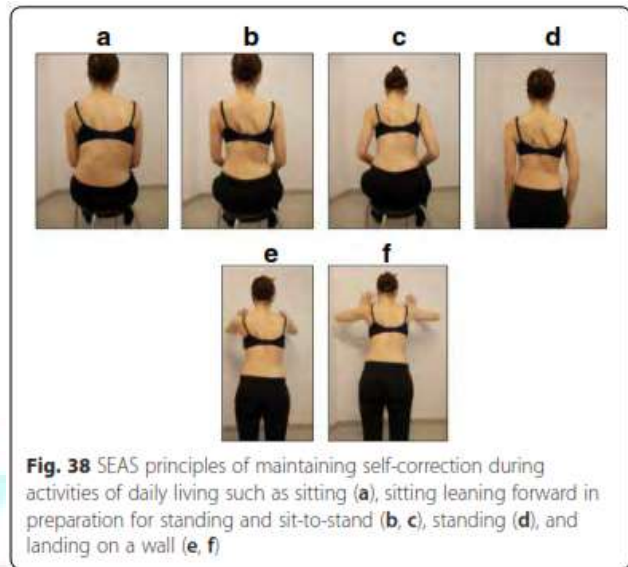 a b c d
e f
Fig. 38 SEAS principles of maintaining self-correction during
activities of daily living such as sitting (a), sitting leaning forward in
preparation for standing and sit-to-stand (b, c), standing (d), and
landing on a wall (e, f)